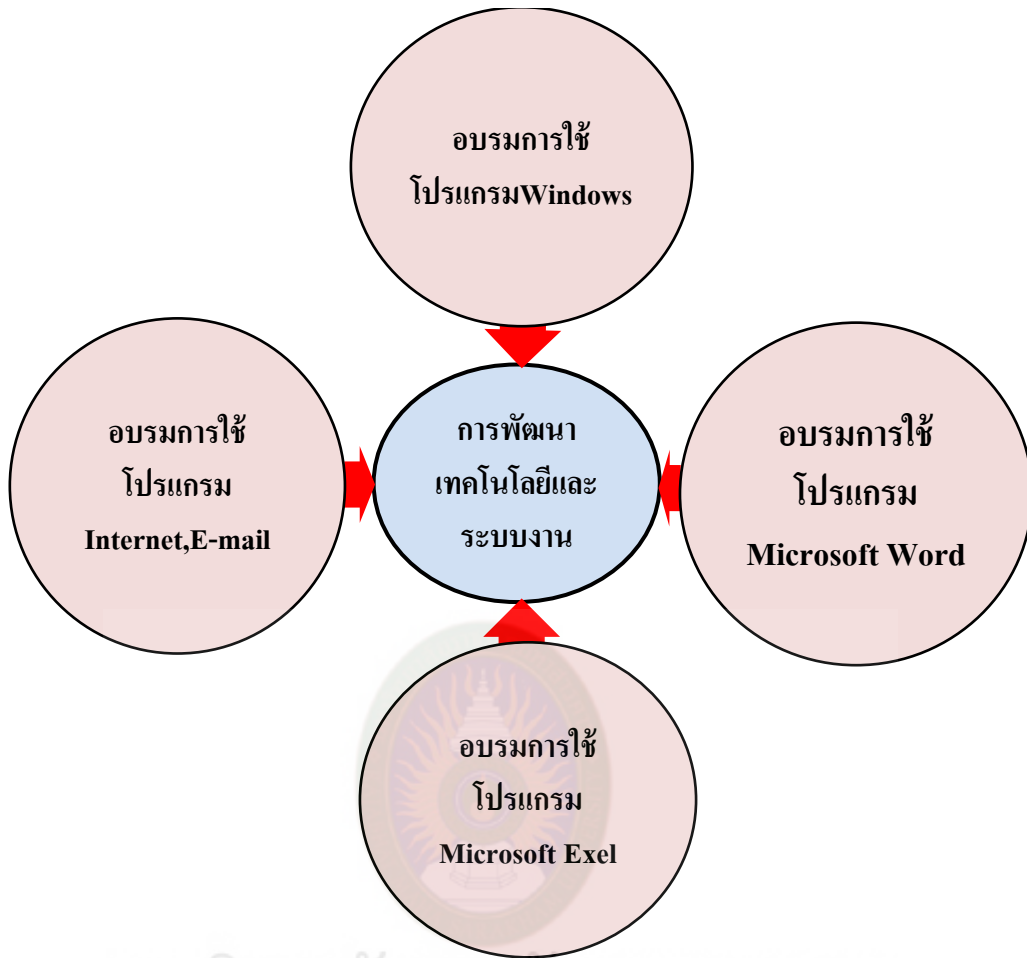 อบรมการใช้
โปรแกรมWindows
อบรมการใช้
โปรแกรม
Internet,E-mail
การพัฒนา
เทคโนโลยีและ
ระบบงาน
อบรมการใช้
โปรแกรม
Microsoft Word
อบรมการใช้
โปรแกรม
Microsoft Exel